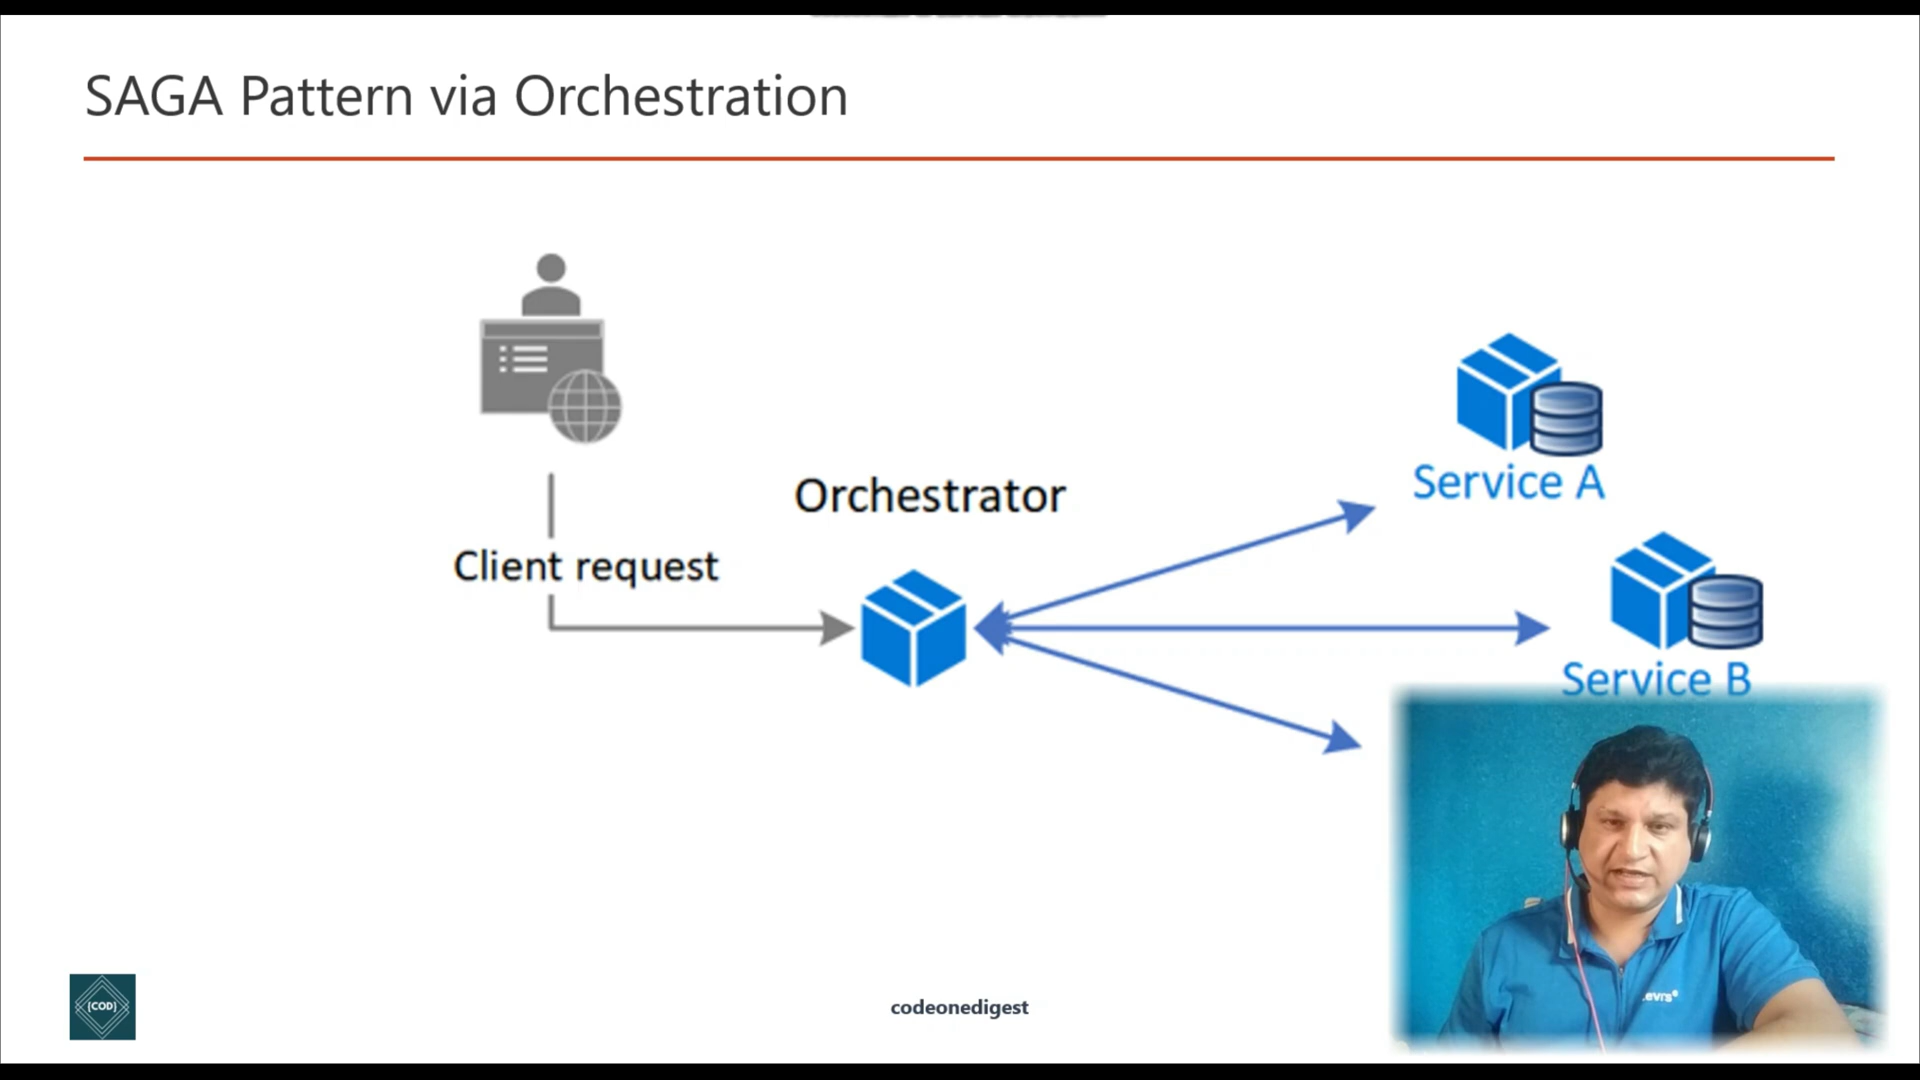 SAGA Pattern via Orchestration
Orchestrator
Client request
Service A
Service B
[COD]
codeonedigest